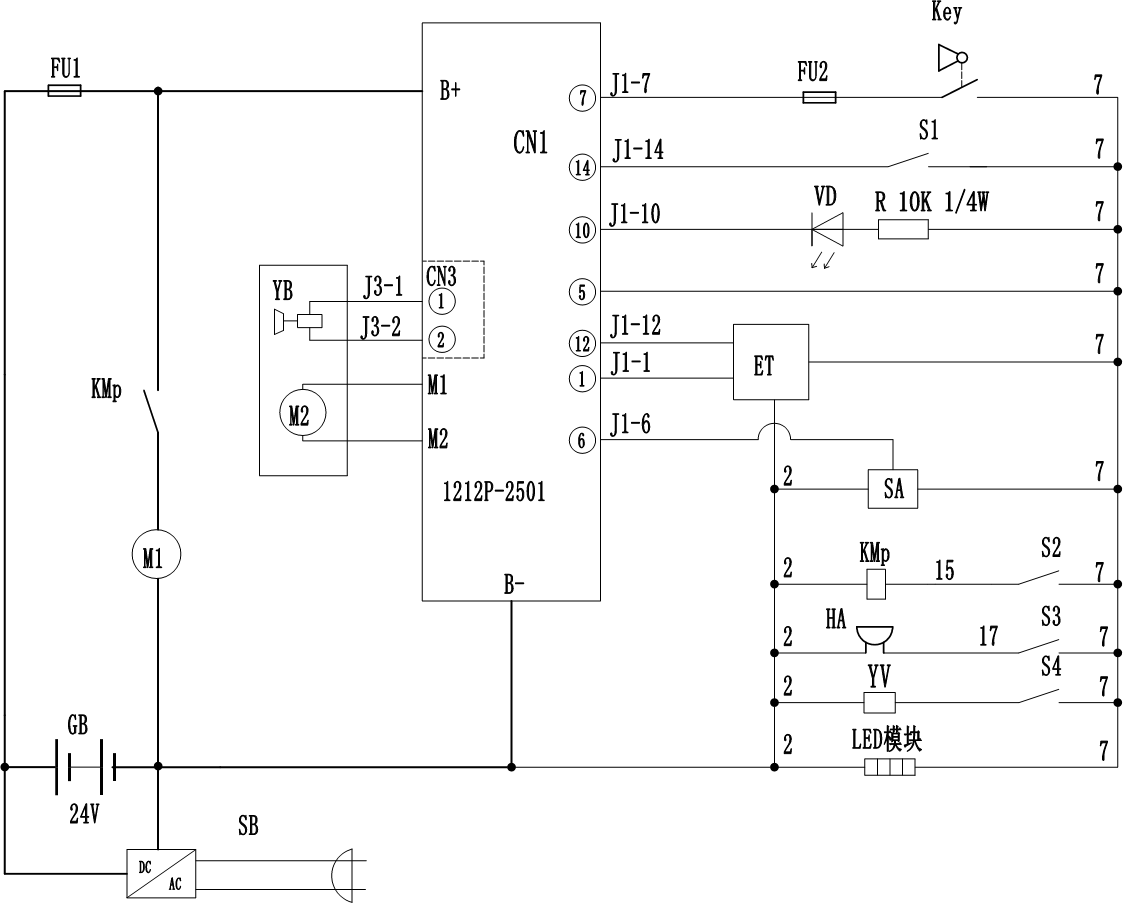 Key
FU1
FU2
J1-7
7
B+
7
CN1
S1
J1-14
7
14
VD
R 10K 1/4W
J1-10
7
10
CN3
YB
J3-1
1
5
7
J3-2
2
J1-12
12
J1-1
ET
7
1
KMp
M1
M2
M2
J1-6
6
1212P-2501
2
SA
7
M1
B-
KMp
2
15
S2
7
HA
2
17
S3
7
YV
2
S4
7
GB
2
LED模块
7
24V
SB
DC
AC